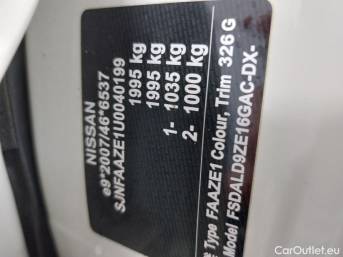 NISSAN
e9*2007/46*6537
SJNFAAZE1U0040199
1995 kg
1995 kg
1- 1035 kg
2- 1000 kg
Type FAAZE1 Colour, Trim 326 G
Model FSDALD9ZE16GAC-DX-
CarOutlet.eu